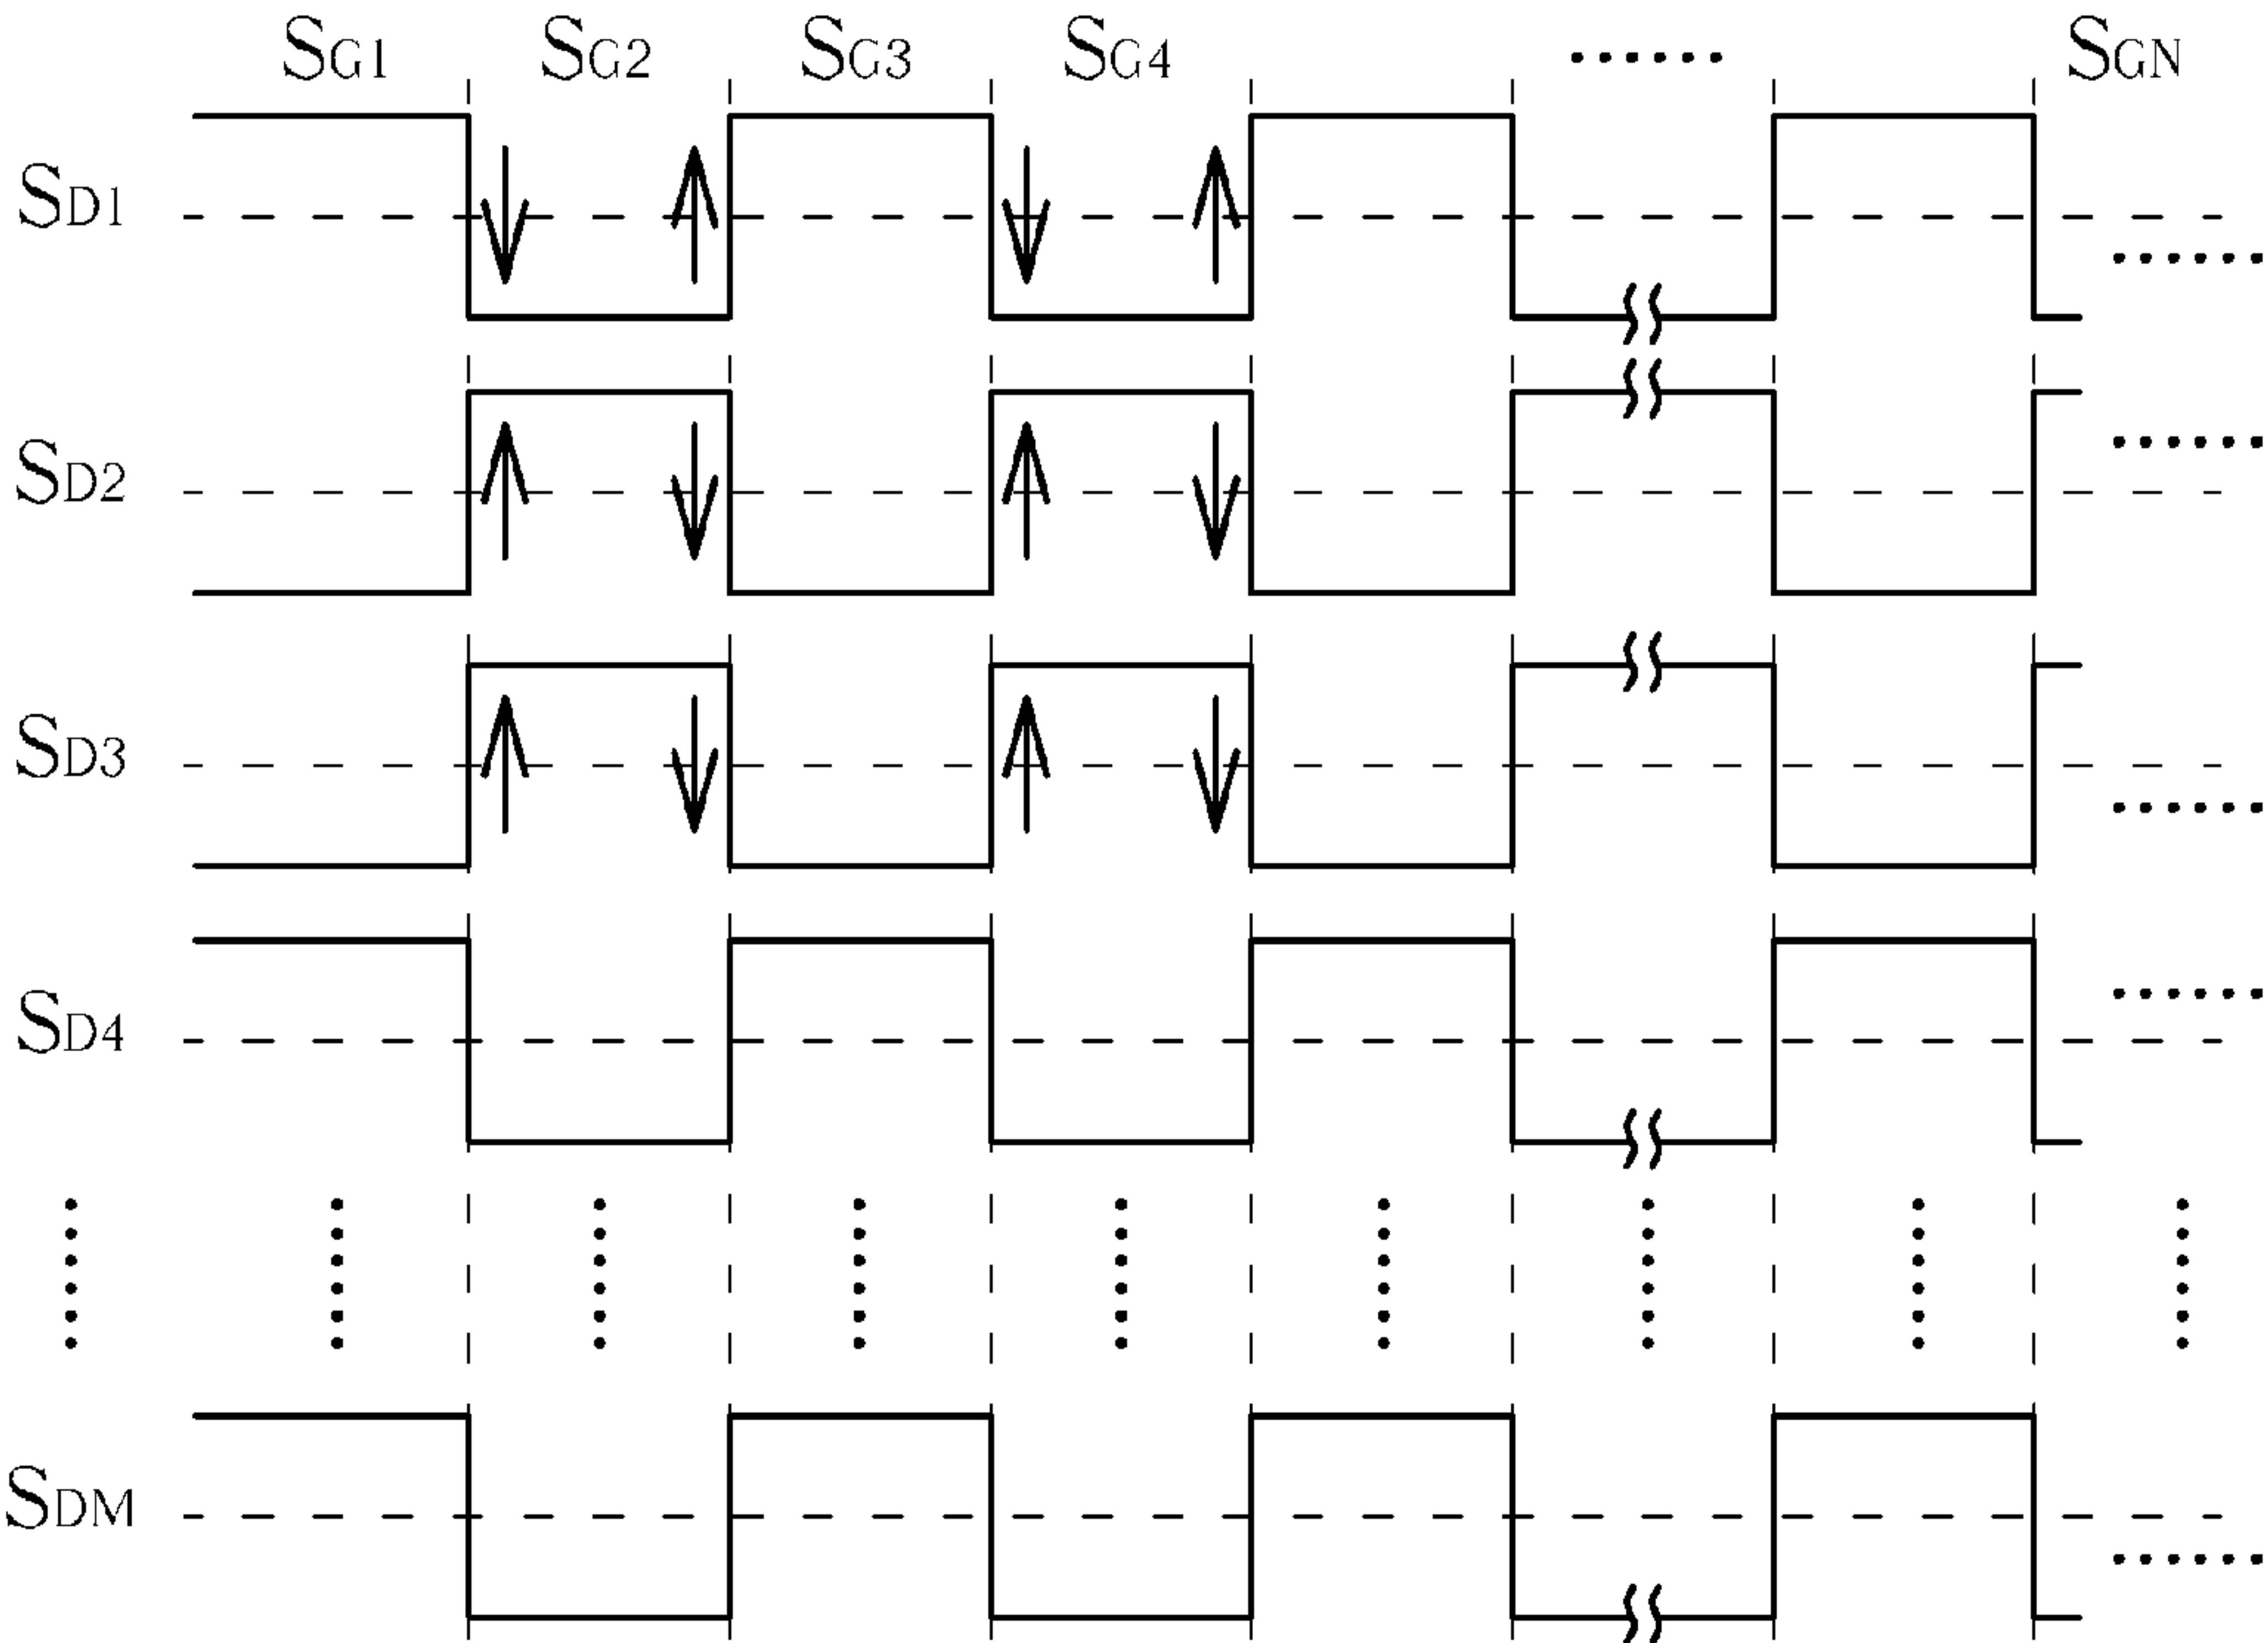 SG1 SG2 SG3 SG4 ...... SGN
SD1
SD2
SD3
SD4
SDM